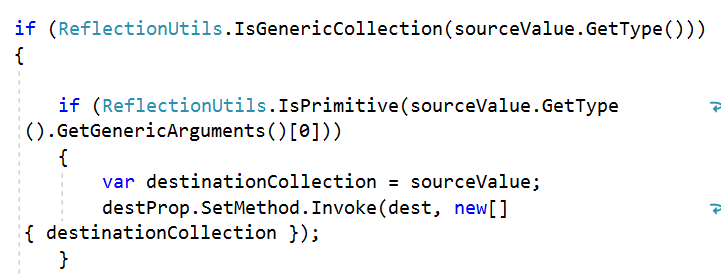 if (ReflectionUtils.IsGenericCollection(sourceValue.GetType()))
{
if (ReflectionUtils.IsPrimitive(sourceValue.GetType
().GetGenericArguments()[0]))
{
var destinationCollection = sourceValue;
destProp.SetMethod.Invoke(dest, new[]
{ destinationCollection });
}